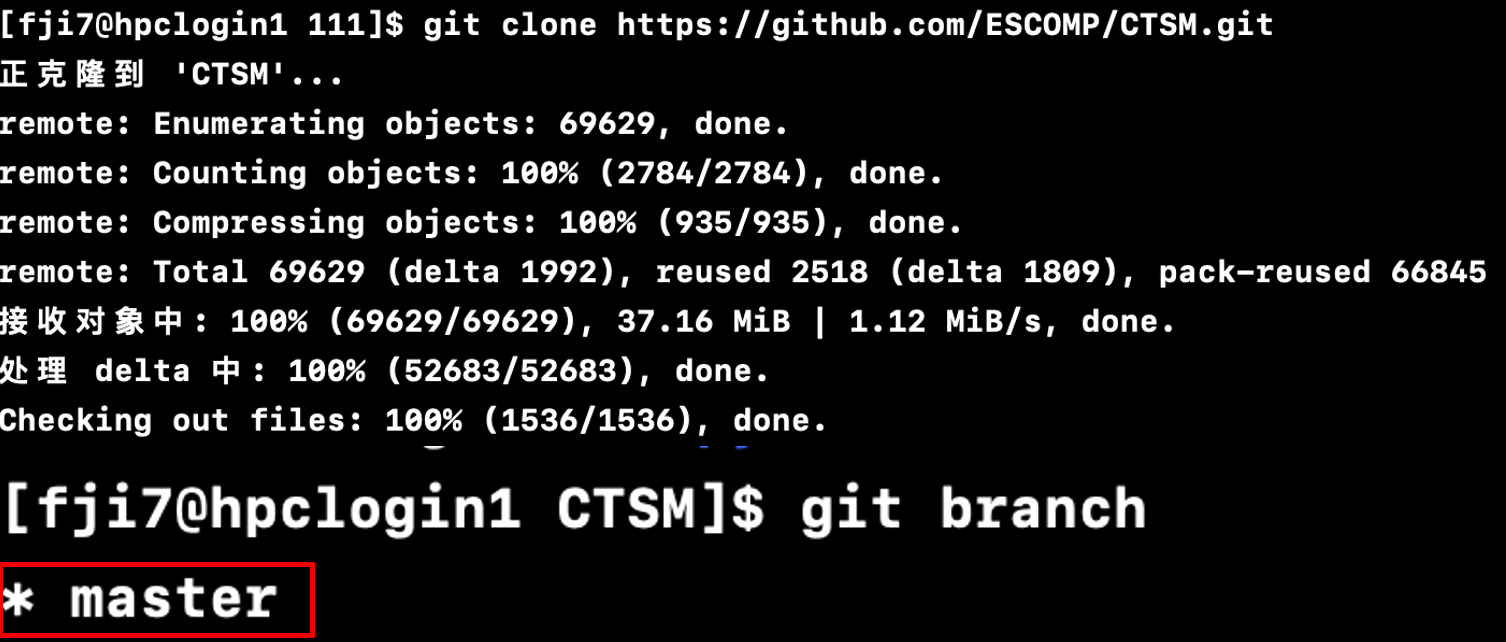 [fji7@hpclogin1 111]$ git clone https://github.com/ESCOMP/CTSM.git
正克隆到 'CTSM'...
remote: Enumerating objects: 69629, done.
remote: Counting objects: 100% (2784/2784), done.
remote: Compressing objects: 100% (935/935), done.
remote: Total 69629 (delta 1992), reused 2518 (delta 1809), pack-reused 66845
接收对象中: 100% (69629/69629), 37.16 MiB | 1.12 MiB/s, done.
处理 delta 中: 100% (52683/52683), done.
Checking out files: 100% (1536/1536), done.
[fji7@hpclogin1 CTSM]$ git branch
* master